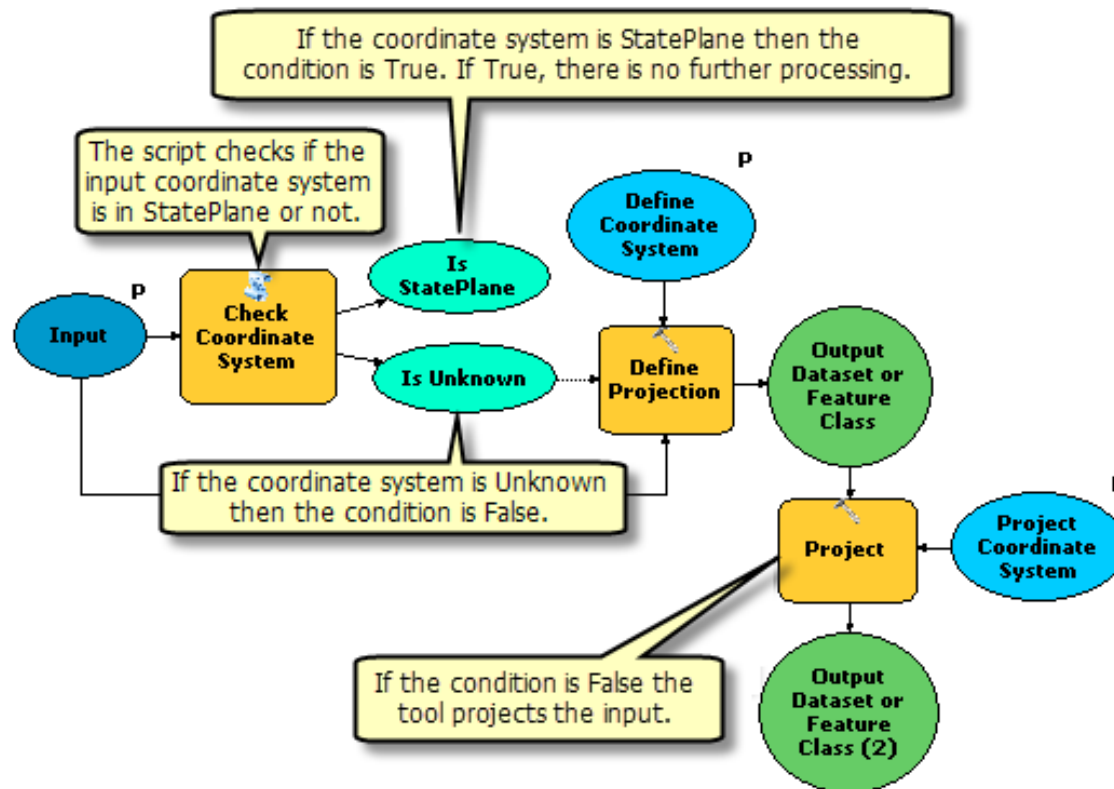 If the coordinate system is StatePlane then the
condition is True. If True, there is no further processing.
The script checks if the
input coordinate system
is in StatePlane or not.
P
Define
Coordinate
System
Is
StatePlane
P
Input
Check
Coordinate
System
Is Unknown
Define
Projection
Output
Dataset or
Feature
Class
If the coordinate system is Unknown
then the condition is False.
Project
Project
Coordinate
System
If the condition is False the
tool projects the input.
Output
Dataset or
Feature
Class (2)